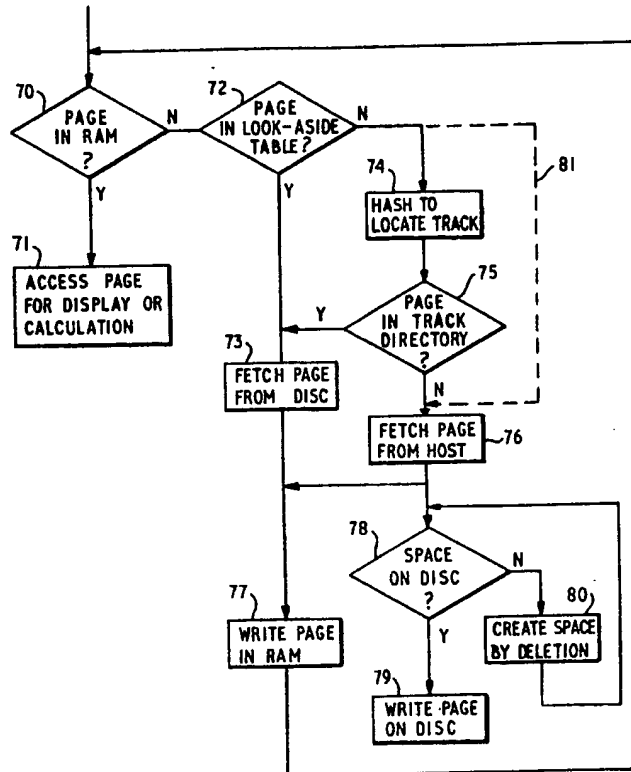 70
PAGE
IN RAM
?
N
Y
72
PAGE
IN LOOK-ASIDE
TABLE?
N
Y
81
74
HASH TO
LOCATE TRACK
71
ACCESS PAGE
FOR DISPLAY OR
CALCULATION
75
PAGE
IN TRACK
DIRECTORY
?
Y
N
73
FETCH PAGE
FROM DISC
FETCH PAGE
FROM HOST
76
78
SPACE
ON DISC
?
N
Y
77
WRITE PAGE
IN RAM
80
CREATE SPACE
BY DELETION
79
WRITE PAGE
ON DISC